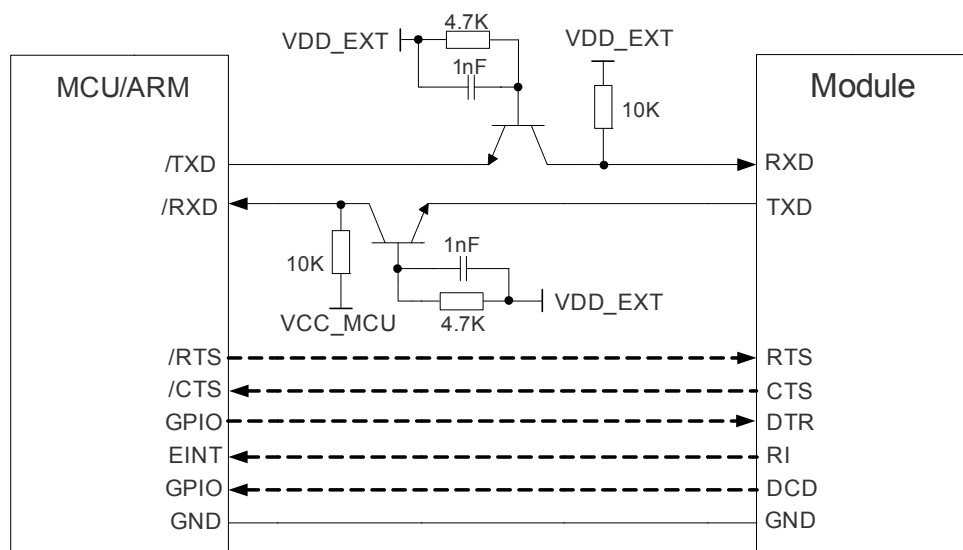 4.7K
VDD_EXT
VDD_EXT
1nF
MCU/ARM
Module
10K
/TXD
RXD
/RXD
TXD
1nF
10K
VDD_EXT
VCC_MCU
4.7K
/RTS
RTS
/CTS
CTS
GPIO
DTR
EINT
RI
GPIO
DCD
GND
GND